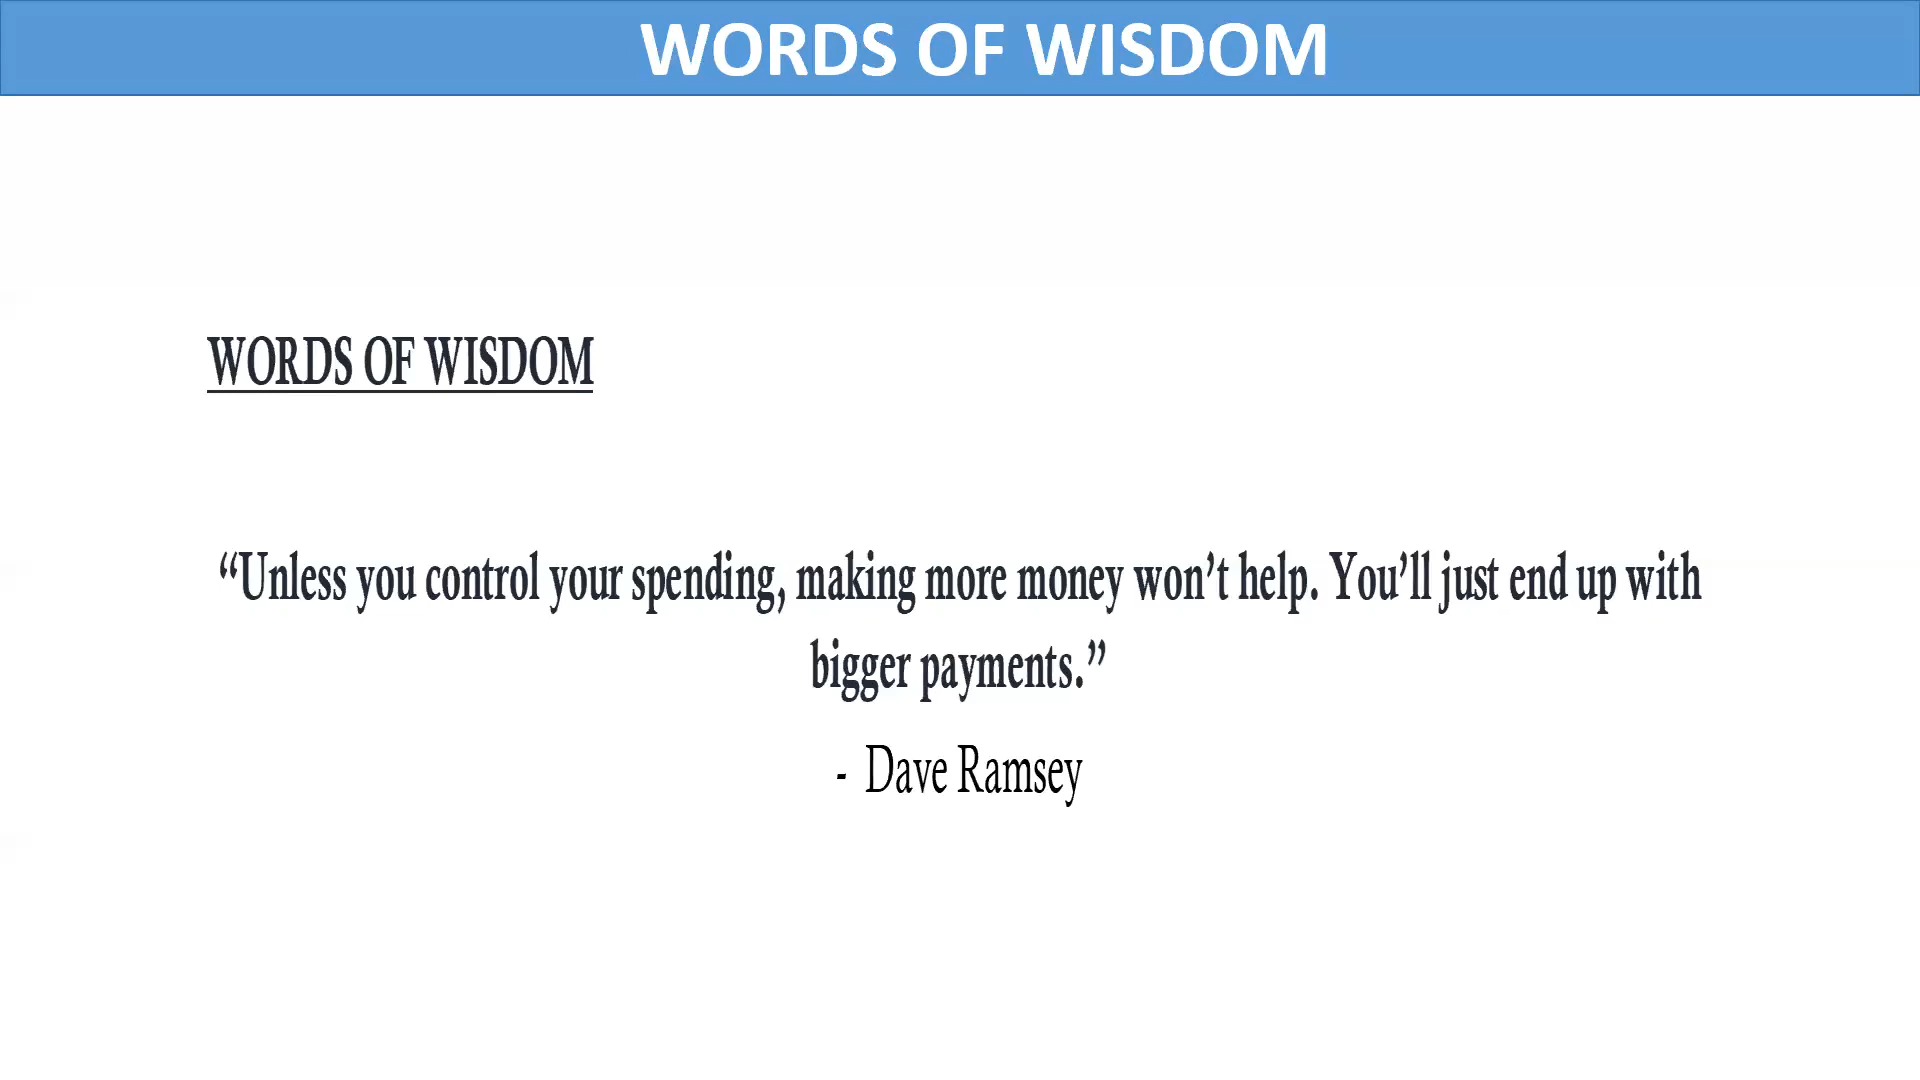 WORDS OF WISDOM
WORDS OF WISDOM
“Unless you control your spending, making more money won’t help. You’ll just end up with
bigger payments.”
- Dave Ramsey